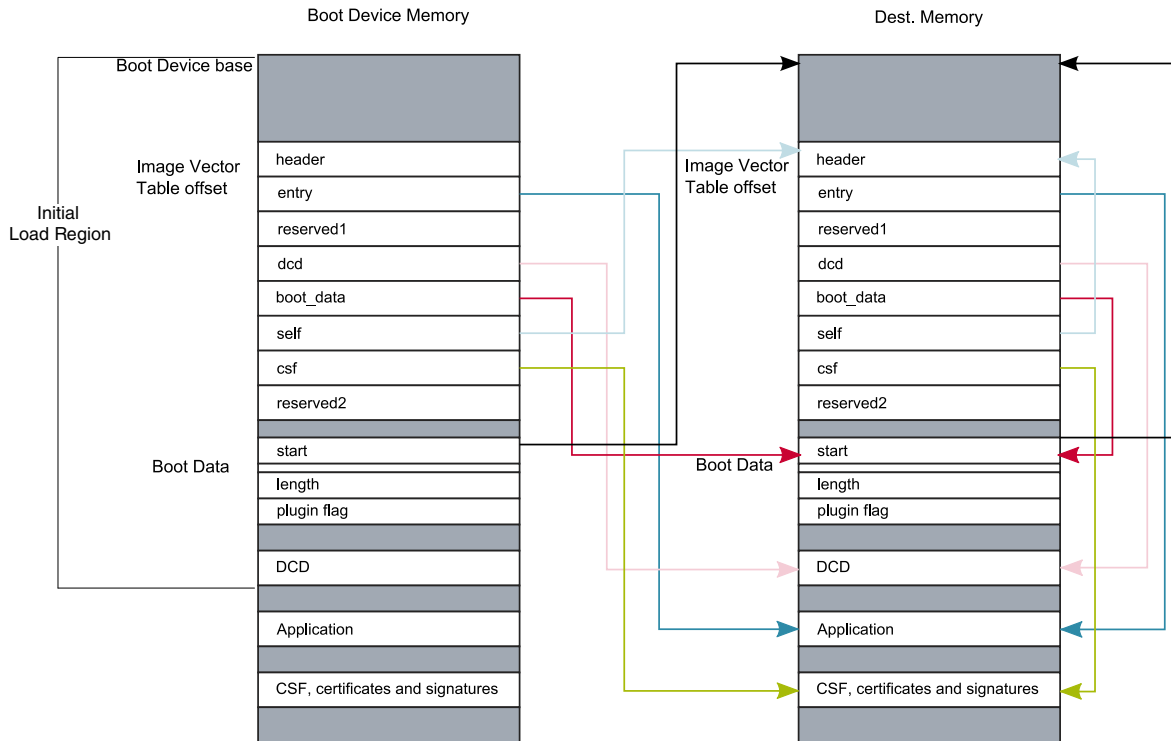 Boot Device Memory
Dest. Memory
Boot Device base
Image Vector
Table offset
Initial
Load Region
header
entry
reserved1
dcd
boot_data
self
csf
reserved2
Boot Data
start
length
plugin flag
DCD
Application
CSF, certificates and signatures
Image Vector
Table offset
header
entry
reserved1
dcd
boot_data
self
csf
reserved2
Boot Data
start
length
plugin flag
DCD
Application
CSF, certificates and signatures